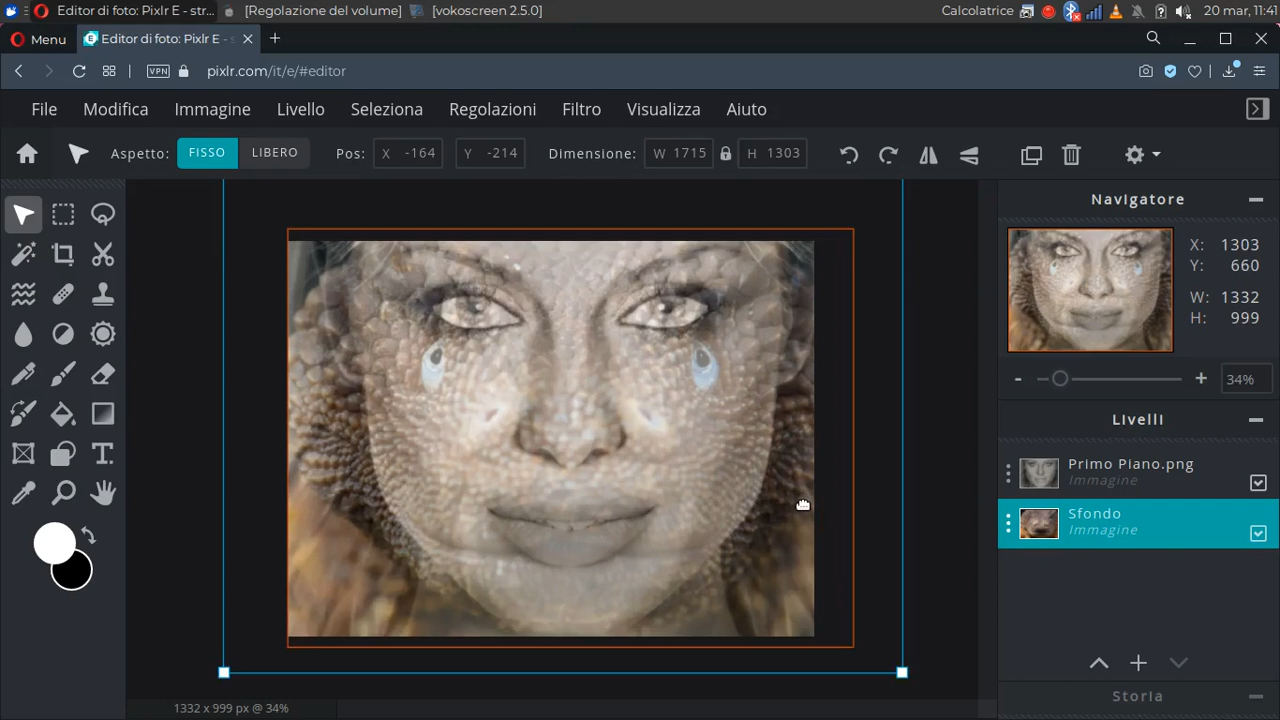 Editor di foto: Pixlr E - str... [Regolazione del volume] [vokoscreen 2.5.0] Calcolatrice 20 mar, 11:41
Menu Editor di foto: Pixlr E - s
VPN pixlr.com/it/e/#editor
File Modifica Immagine Livello Seleziona Regolazioni Filtro Visualizza Aiuto
Aspetto: FISSO LIBERO Pos: X -164 Y -214 Dimensione: W 1715 H 1303
Navigatore
X: 1303
Y: 660
W: 1332
H: 999
- + 34%
Livelli
Primo Piano.png
Immagine
Sfondo
Immagine
Storia
1332 x 999 px @ 34%